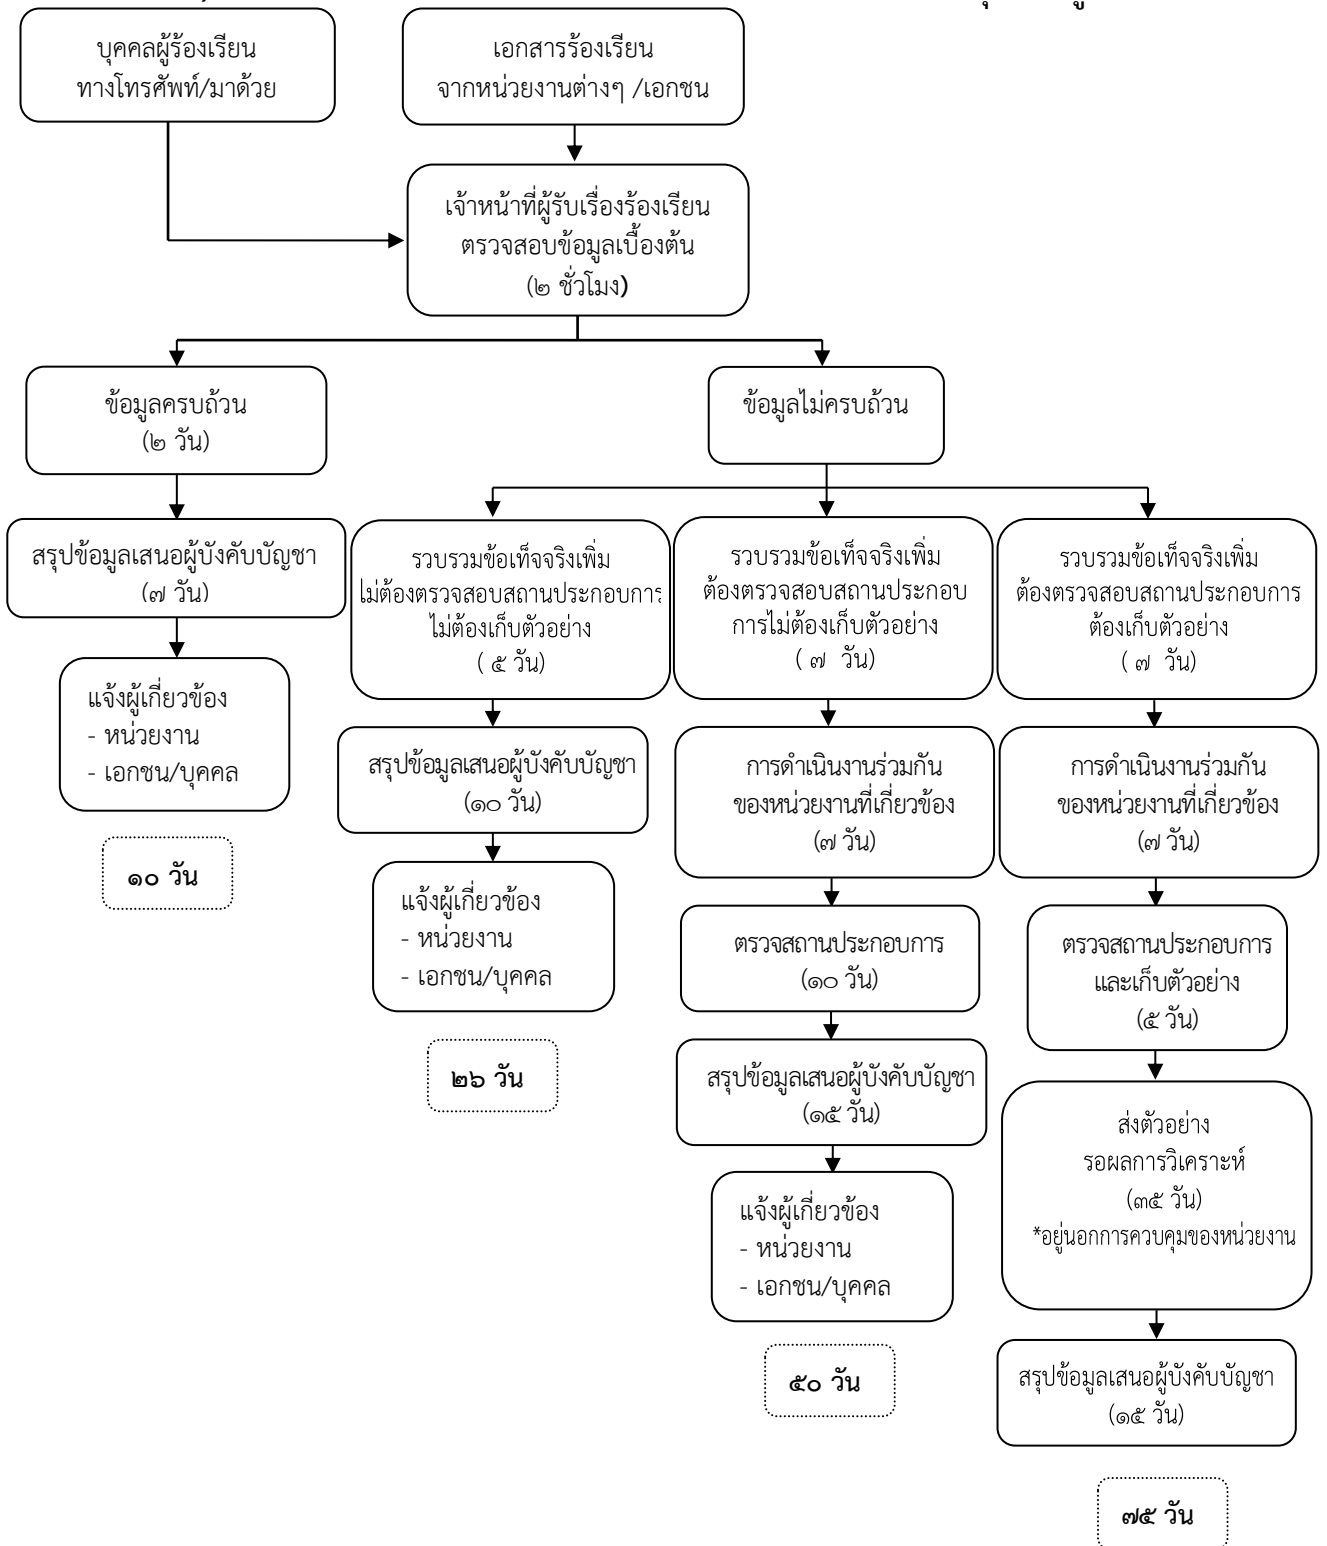 บุคคลผู้ร้องเรียน
ทางโทรศัพท์/มาด้วย
เอกสารร้องเรียน
จากหน่วยงานต่างๆ /เอกชน
เจ้าหน้าที่ผู้รับเรื่องร้องเรียน
ตรวจสอบข้อมูลเบื้องต้น
(๒ ชั่วโมง)
ข้อมูลครบถ้วน
(๒ วัน)
ข้อมูลไม่ครบถ้วน
สรุปข้อมูลเสนอผู้บังคับบัญชา
(๗ วัน)
แจ้งผู้เกี่ยวข้อง
- หน่วยงาน
- เอกชน/บุคคล
๑๐ วัน
รวบรวมข้อเท็จจริงเพิ่ม
ไม่ต้องตรวจสอบสถานประกอบการ
ไม่ต้องเก็บตัวอย่าง
( ๕ วัน)
สรุปข้อมูลเสนอผู้บังคับบัญชา
(๑๐ วัน)
แจ้งผู้เกี่ยวข้อง
- หน่วยงาน
- เอกชน/บุคคล
๒๖ วัน
รวบรวมข้อเท็จจริงเพิ่ม
ต้องตรวจสอบสถานประกอบ
การไม่ต้องเก็บตัวอย่าง
( ๗ วัน)
การดำเนินงานร่วมกัน
ของหน่วยงานที่เกี่ยวข้อง
(๗ วัน)
ตรวจสถานประกอบการ
(๑๐ วัน)
สรุปข้อมูลเสนอผู้บังคับบัญชา
(๑๕ วัน)
แจ้งผู้เกี่ยวข้อง
- หน่วยงาน
- เอกชน/บุคคล
๕๐ วัน
รวบรวมข้อเท็จจริงเพิ่ม
ต้องตรวจสอบสถานประกอบการ
ต้องเก็บตัวอย่าง
( ๗ วัน)
การดำเนินงานร่วมกัน
ของหน่วยงานที่เกี่ยวข้อง
(๗ วัน)
ตรวจสถานประกอบการ
และเก็บตัวอย่าง
(๕ วัน)
ส่งตัวอย่าง
รอผลการวิเคราะห์
(๓๕ วัน)
*อยู่นอกการควบคุมของหน่วยงาน
สรุปข้อมูลเสนอผู้บังคับบัญชา
(๑๕ วัน)
๗๕ วัน